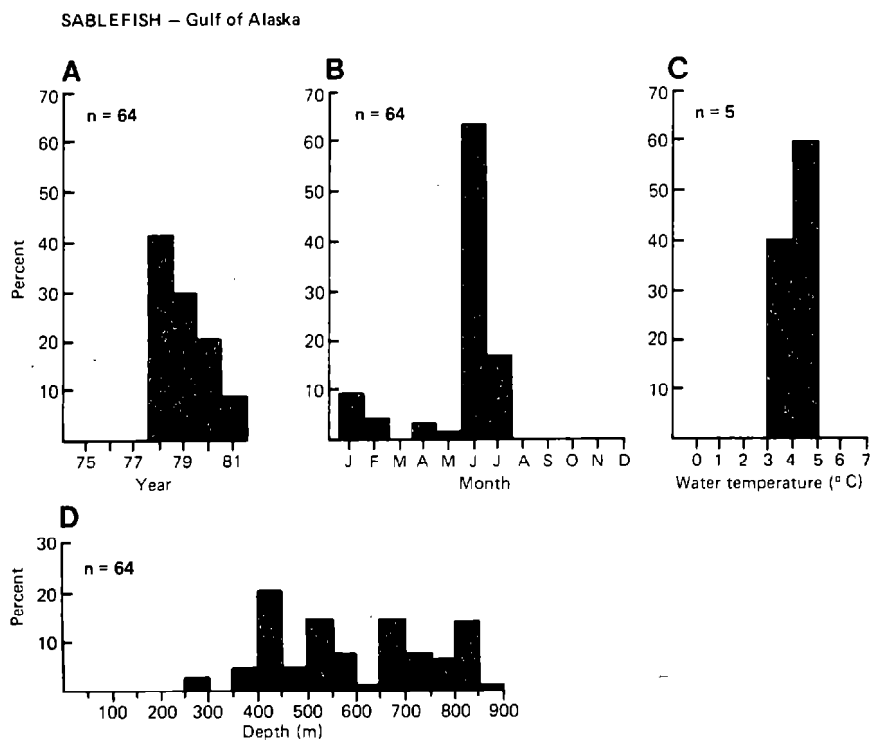 SABLEFISH – Gulf of Alaska
A
n = 64
Percent
70
60
50
40
30
20
10
75 77 79 81
Year
B
n = 64
70
60
50
40
30
20
10
J F M A M J J A S O N D
Month
C
n = 5
70
60
50
40
30
20
10
0 1 2 3 4 5 6 7
Water temperature (° C)
D
n = 64
Percent
30
20
10
100 200 300 400 500 600 700 800 900
Depth (m)